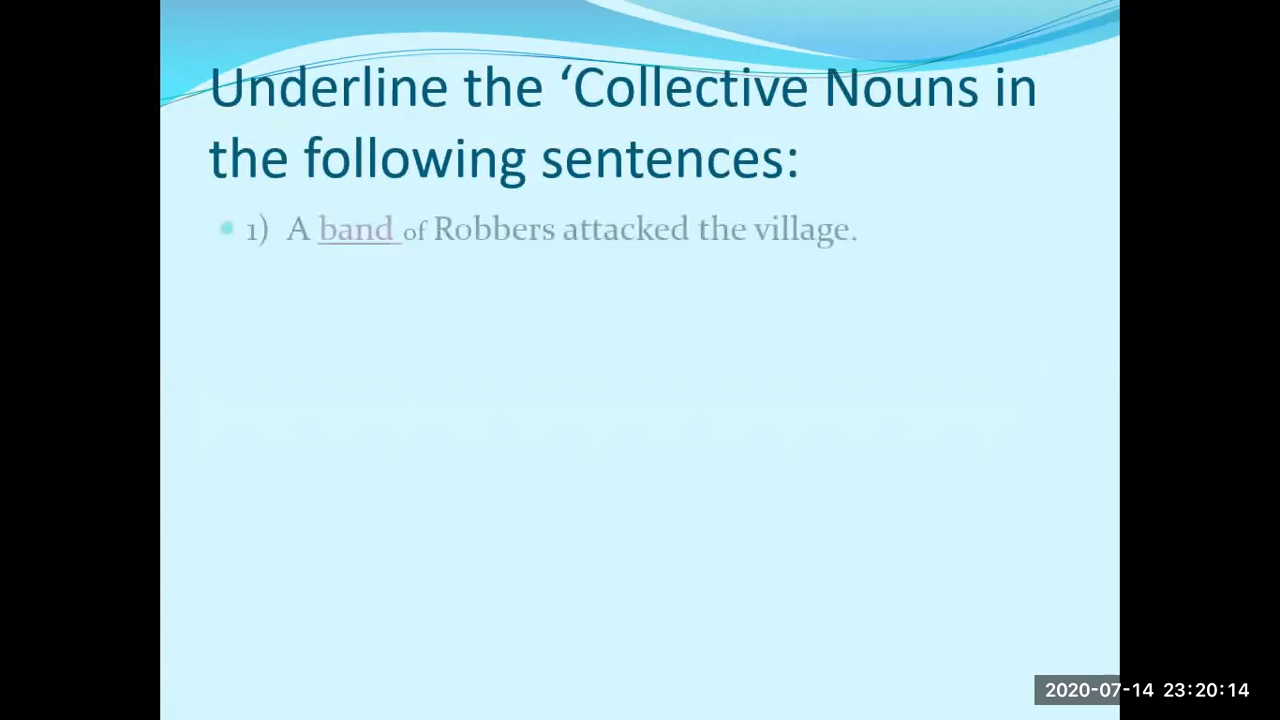 Underline the ‘Collective Nouns in
the following sentences:
1) A band of Robbers attacked the village.
2020-07-14 23:20:14